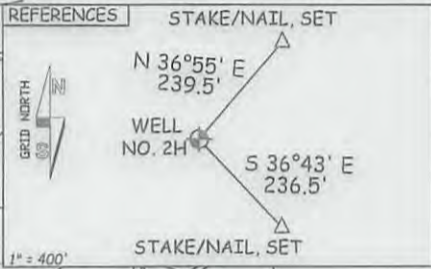 REFERENCES
STAKE/NAIL, SET
N 36°55' E
239.5'
N
GRID NORTH
WELL
NO. 2H
S 36°43' E
236.5'
STAKE/NAIL, SET
1" = 400'